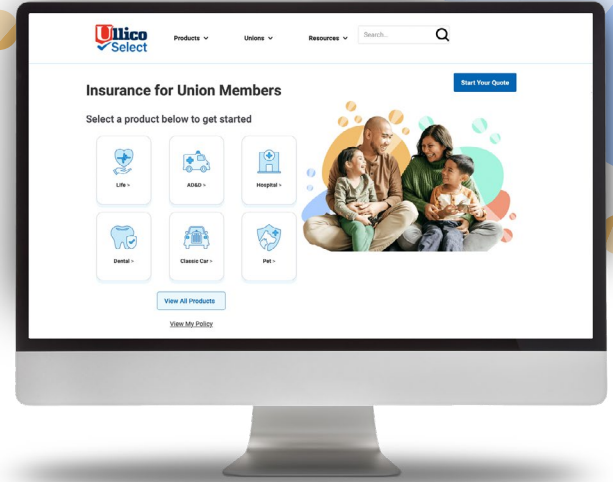 Ullico
Select
Products
Unions
Resources
Search...
Start Your Quote
Insurance for Union Members
Select a product below to get started
Life >
AD&D >
Hospital >
Dental >
Classic Car >
Pet >
View All Products
View My Policy